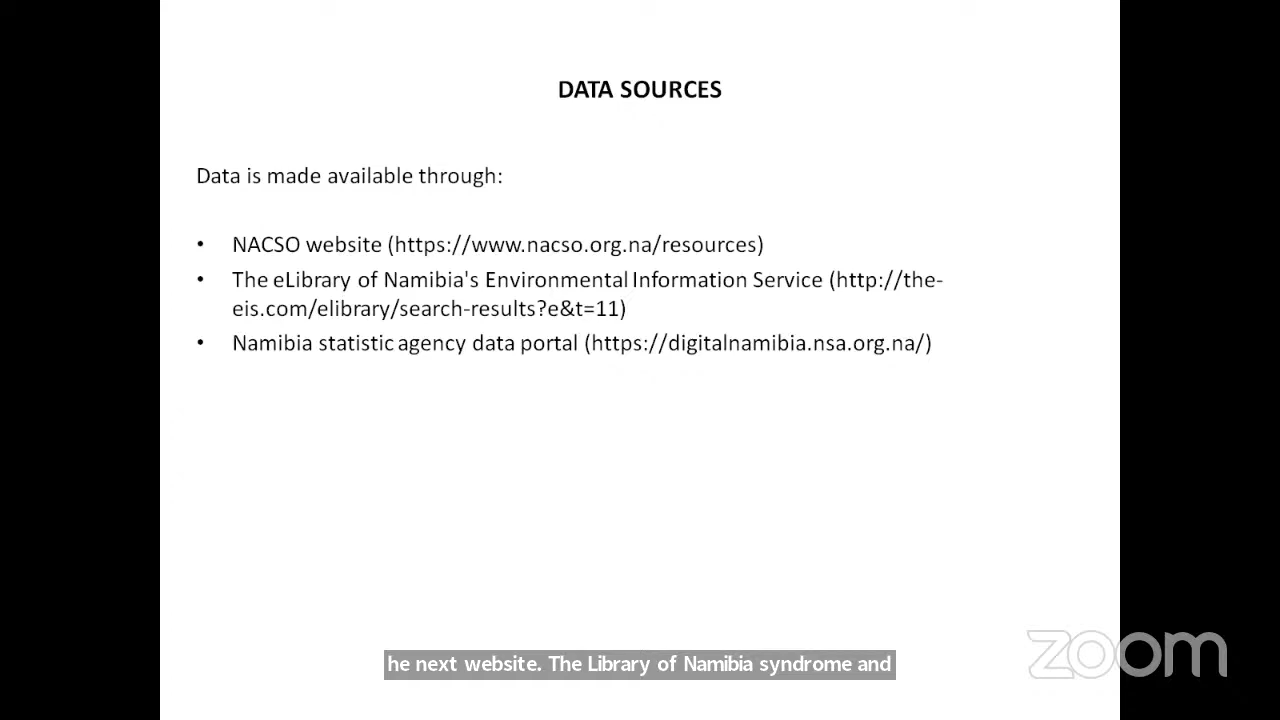 DATA SOURCES
Data is made available through:
• NACSO website (https://www.nacso.org.na/resources)
• The eLibrary of Namibia's Environmental Information Service (http://the-
eis.com/elibrary/search-results?e&t=11)
• Namibia statistic agency data portal (https://digitalnamibia.nsa.org.na/)
he next website. The Library of Namibia syndrome and
zoom